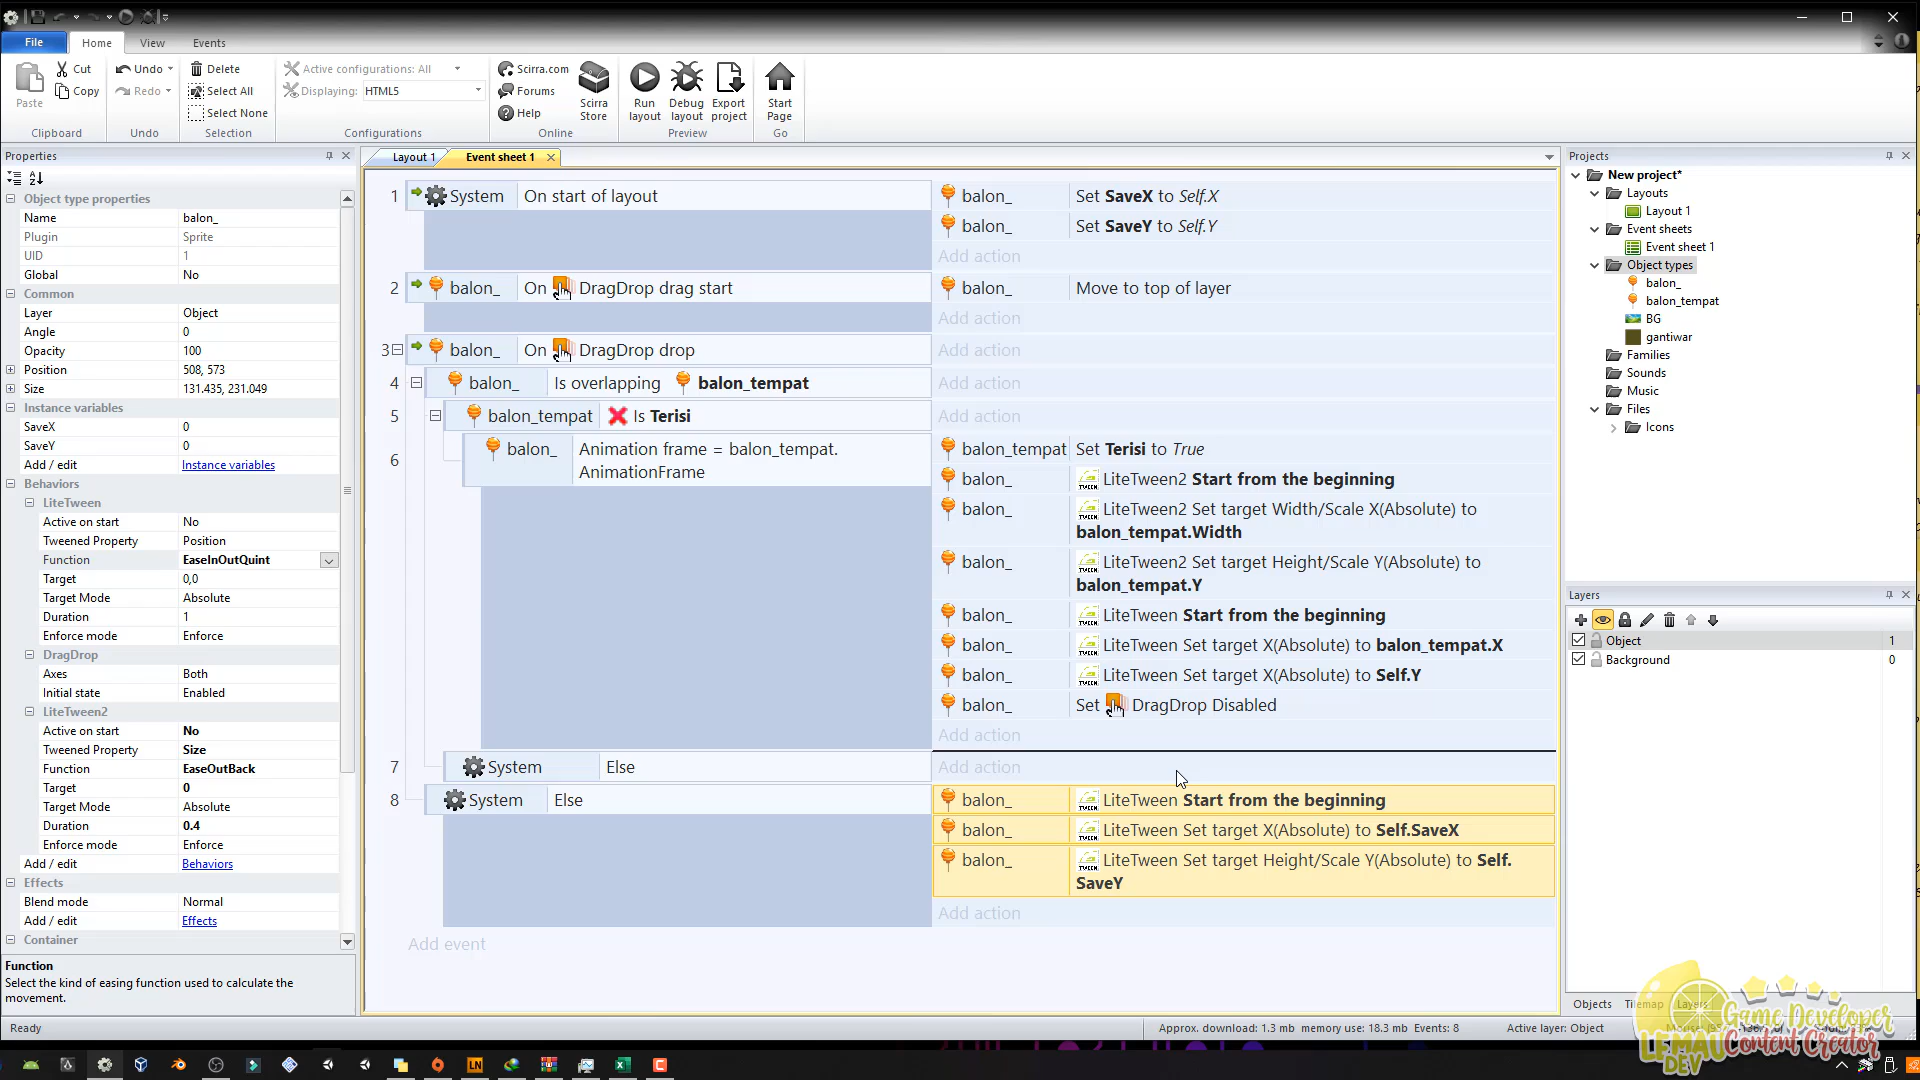 File
Home
View
Events
Paste
Cut
Copy
Clipboard
Undo
Redo
Undo
Delete
Select All
Select None
Selection
Active configurations: All
Displaying: HTML5
Configurations
Scirra.com
Forums
Help
Scirra Store
Online
Run layout
Debug layout
Export project
Preview
Start Page
Go
Properties
Object type properties
Name balon_
Plugin Sprite
UID 1
Global No
Common
Layer Object
Angle 0
Opacity 100
Position 508, 573
Size 131.435, 231.049
Instance variables
SaveX 0
SaveY 0
Add / edit Instance variables
Behaviors
LiteTween
Active on start No
Tweened Property Position
Function EaseInOutQuint
Target 0,0
Target Mode Absolute
Duration 1
Enforce mode Enforce
DragDrop
Axes Both
Initial state Enabled
LiteTween2
Active on start No
Tweened Property Size
Function EaseOutBack
Target 0
Target Mode Absolute
Duration 0.4
Enforce mode Enforce
Add / edit Behaviors
Effects
Blend mode Normal
Add / edit Effects
Container
Function
Select the kind of easing function used to calculate the
movement.
Layout 1
Event sheet 1
1 System On start of layout
balon_ Set SaveX to Self.X
balon_ Set SaveY to Self.Y
Add action
2 balon_ On DragDrop drag start
balon_ Move to top of layer
Add action
3 balon_ On DragDrop drop
Add action
4 balon_ Is overlapping balon_tempat
Add action
5 balon_tempat Is Terisi
Add action
6 balon_ Animation frame = balon_tempat.
AnimationFrame
balon_tempat Set Terisi to True
balon_ LiteTween2 Start from the beginning
balon_ LiteTween2 Set target Width/Scale X(Absolute) to
balon_tempat.Width
balon_ LiteTween2 Set target Height/Scale Y(Absolute) to
balon_tempat.Y
balon_ LiteTween Start from the beginning
balon_ LiteTween Set target X(Absolute) to balon_tempat.X
balon_ LiteTween Set target X(Absolute) to Self.Y
balon_ Set DragDrop Disabled
Add action
7 System Else
Add action
8 System Else
balon_ LiteTween Start from the beginning
balon_ LiteTween Set target X(Absolute) to Self.SaveX
balon_ LiteTween Set target Height/Scale Y(Absolute) to Self.
SaveY
Add action
Add event
Projects
New project*
Layouts
Layout 1
Event sheets
Event sheet 1
Object types
balon_
balon_tempat
BG
gantiwar
Families
Sounds
Music
Files
Icons
Layers
Object 1
Background 0
Objects
Tilemap
Layers
Ready
Approx. download: 1.3 mb memory use: 18.3 mb Events: 8
Active layer: Object
Game Developer
Content Creator
LEMAU
DEV